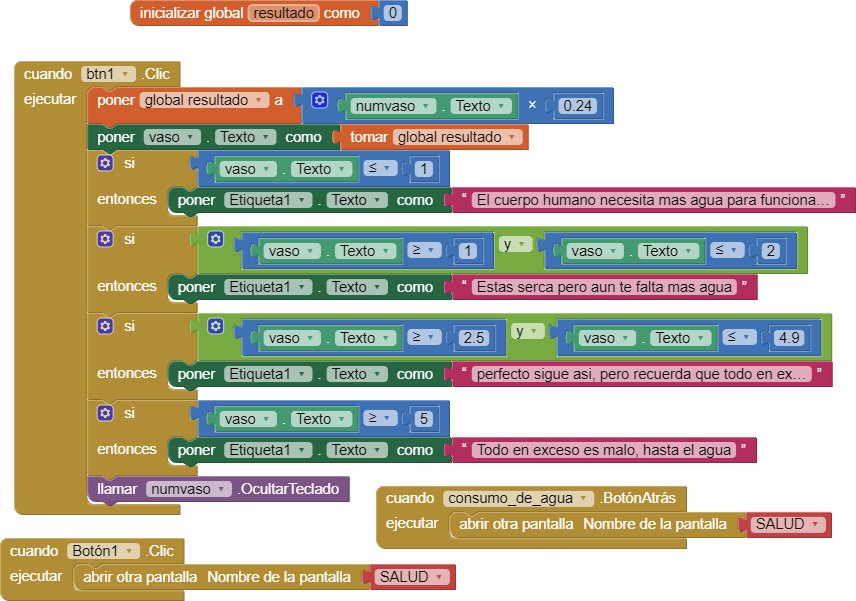 inicializar global resultado como 0
cuando btn1 .Clic
ejecutar poner global resultado a numvaso . Texto × 0.24
poner vaso . Texto como tomar global resultado
si vaso . Texto ≤ 1
entonces poner Etiqueta1 . Texto como " El cuerpo humano necesita mas agua para funciona... "
si vaso . Texto ≥ 1 y vaso . Texto ≤ 2
entonces poner Etiqueta1 . Texto como " Estas serca pero aun te falta mas agua "
si vaso . Texto ≥ 2.5 y vaso . Texto ≤ 4.9
entonces poner Etiqueta1 . Texto como " perfecto sigue asi, pero recuerda que todo en ex... "
si vaso . Texto ≥ 5
entonces poner Etiqueta1 . Texto como " Todo en exceso es malo, hasta el agua "
llamar numvaso .OcultarTeclado
cuando consumo_de_agua .BotónAtrás
ejecutar abrir otra pantalla Nombre de la pantalla SALUD
cuando Botón1 .Clic
ejecutar abrir otra pantalla Nombre de la pantalla SALUD